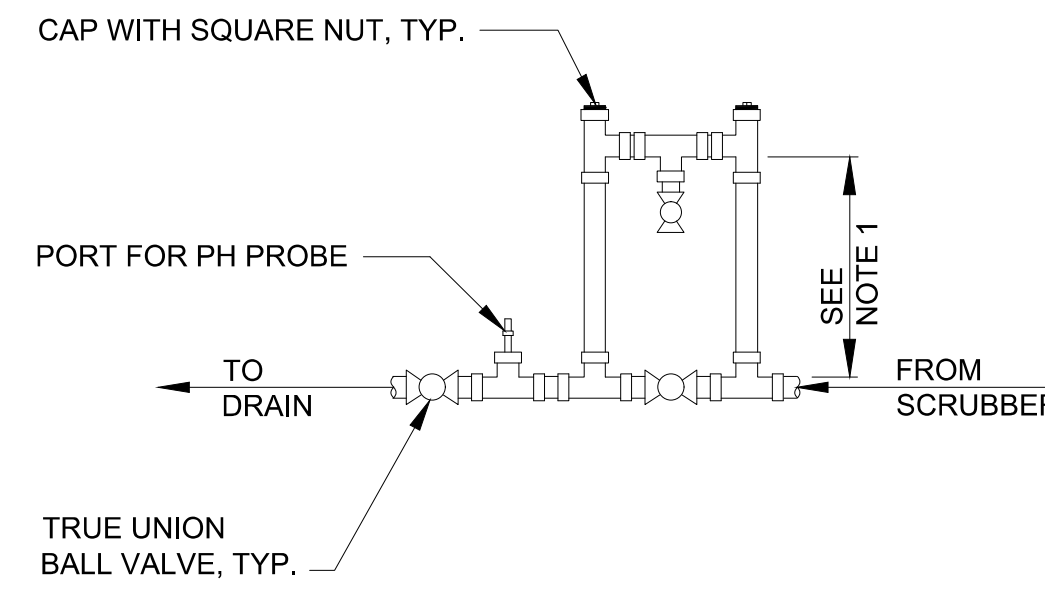 CAP WITH SQUARE NUT, TYP.
PORT FOR PH PROBE
SEE
NOTE 1
TO
DRAIN
FROM
SCRUBBER
TRUE UNION
BALL VALVE, TYP.